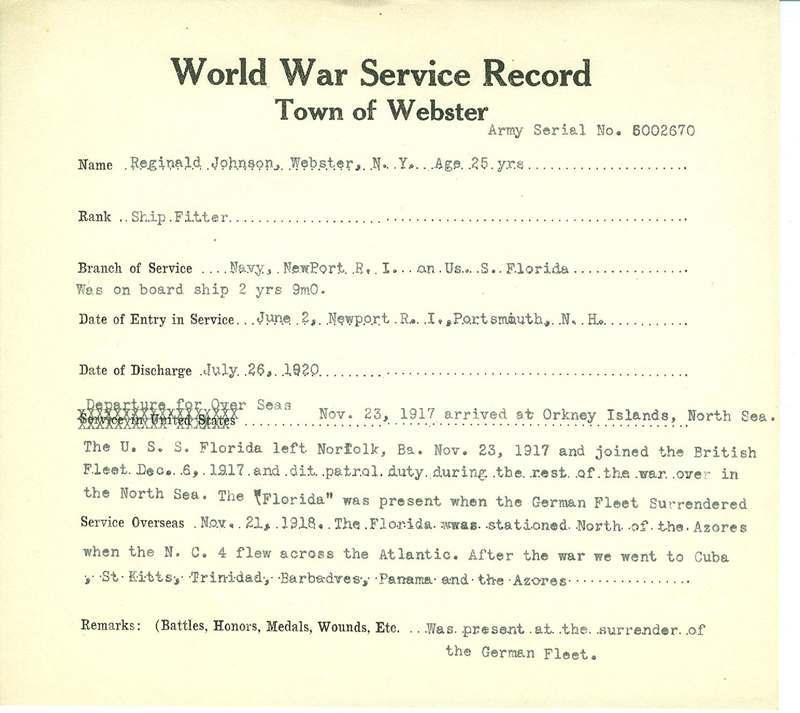 World War Service Record
Town of Webster
Army Serial No. 5002670
Name Reginald Johnson, Webster, N. Y. Age 25 yrs
Rank Ship Fitter
Branch of Service Navy, NewPort R. I. on Us. S. Florida
Was on board ship 2 yrs 9mO.
Date of Entry in Service June 2, Newport R. I., Portsmouth, N. H.
Date of Discharge July 26, 1920
Departure for Over Seas
Service in United States Nov. 23, 1917 arrived at Orkney Islands, North Sea.
The U. S. S. Florida left Norfolk, Ba. Nov. 23, 1917 and joined the British
Fleet Dec. 6, 1917 and dit patrol duty during the rest of the war over in
the North Sea. The "Florida" was present when the German Fleet Surrendered
Service Overseas Nov. 21, 1918. The Florida was stationed North of the Azores
when the N. C. 4 flew across the Atlantic. After the war we went to Cuba
, St Kitts, Trinidad, Barbadves, Panama and the Azores
Remarks: (Battles, Honors, Medals, Wounds, Etc. Was present at the surrender of
the German Fleet.